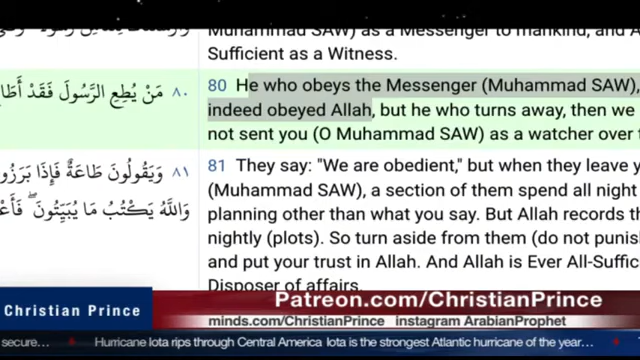 Muhammad SAW) as a Messenger to mankind, and A
Sufficient as a Witness.
٨٠- مَنْ يُطِعِ الرَّسُولَ فَقَدْ أَطَا
80 He who obeys the Messenger (Muhammad SAW),
indeed obeyed Allah, but he who turns away, then we
not sent you (O Muhammad SAW) as a watcher over t
٨١- وَيَقُولُونَ طَاعَةٌ فَإِذَا بَرَزُو
وَاللَّهُ يَكْتُبُ مَا يُبَيِّتُونَ ۖ فَأَعْ
81 They say: "We are obedient," but when they leave y
(Muhammad SAW), a section of them spend all night
planning other than what you say. But Allah records th
nightly (plots). So turn aside from them (do not punis
and put your trust in Allah. And Allah is Ever All-Suffic
Disposer of affairs.
Christian Prince
Patreon.com/ChristianPrince
minds.com/ChristianPrince instagram ArabianProphet
secure... Hurricane Iota rips through Central America Iota is the strongest Atlantic hurricane of the year...